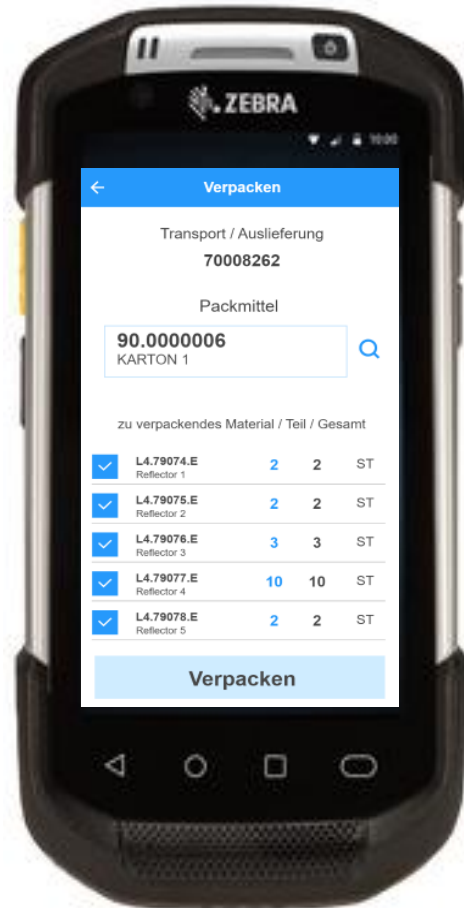 ZEBRA
10:00
Verpacken
Transport / Auslieferung
70008262
Packmittel
90.0000006
KARTON 1
zu verpackendes Material / Teil / Gesamt
L4.79074.E 2 2 ST
Reflector 1
L4.79075.E 2 2 ST
Reflector 2
L4.79076.E 3 3 ST
Reflector 3
L4.79077.E 10 10 ST
Reflector 4
L4.79078.E 2 2 ST
Reflector 5
Verpacken